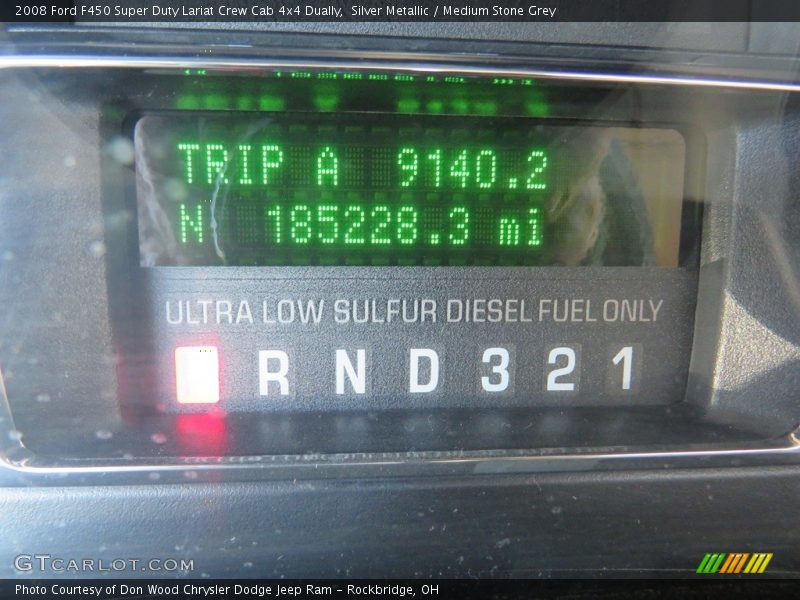 2008 Ford F450 Super Duty Lariat Crew Cab 4x4 Dually,  Silver Metallic / Medium Stone Grey
TRIP A 9140.2
N 185228.3 mi
ULTRA LOW SULFUR DIESEL FUEL ONLY
R N D 3 2 1
GTCARLOT.COM
Photo Courtesy of Don Wood Chrysler Dodge Jeep Ram – Rockbridge, OH